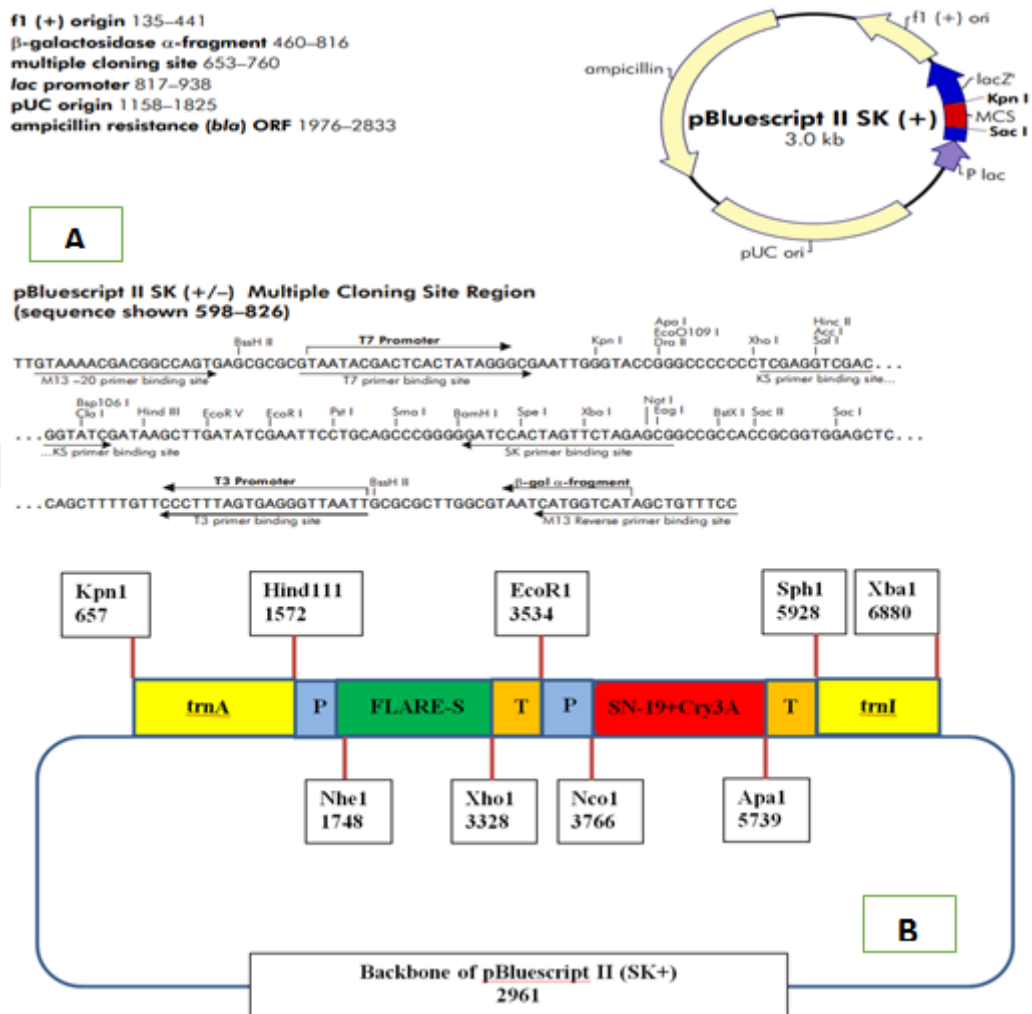 f1 (+) origin 135–441
β-galactosidase α-fragment 460–816
multiple cloning site 653–760
lac promoter 817–938
pUC origin 1158–1825
ampicillin resistance (bla) ORF 1976–2833
f1 (+) ori
ampicillin
lacZ'
Kpn I
MCS
Sac I
P lac
pBluescript II SK (+)
3.0 kb
pUC ori
A
pBluescript II SK (+/–) Multiple Cloning Site Region
(sequence shown 598–826)
BssH II
T7 Promoter
Kpn I
Apa I
EcoO109 I
Dra II
Xho I
Hinc II
Acc I
Sal I
TTGTAAAACGACGGCCAGTGAGCGCGCGTAATACGACTCACTATAGGGCGAATTGGGTACCGGGCCCCCCCTCGAGGTCGAC...
M13 –20 primer binding site
T7 primer binding site
KS primer binding site...
Bsp106 I
Cla I
Hind III
EcoR V
EcoR I
Pst I
Sma I
BamH I
Spe I
Xba I
Not I
Eag I
BstX I
Sac II
Sac I
...GGTATCGATAAGCTTGATATCGAATTCCTGCAGCCCGGGGGATCCACTAGTTCTAGAGCGGCCGCCACCGCGGTGGAGCTC...
...KS primer binding site
SK primer binding site
T3 Promoter
BssH II
β-gal α-fragment
...CAGCTTTTGTTCCCTTTAGTGAGGGTTAATTGCGCGCTTGGCGTAATCATGGTCATAGCTGTTTCC
T3 primer binding site
M13 Reverse primer binding site
Kpn1
657
Hind111
1572
EcoR1
3534
Sph1
5928
Xba1
6880
trnA
P
FLARE-S
T
P
SN-19+Cry3A
T
trnI
Nhe1
1748
Xho1
3328
Nco1
3766
Apa1
5739
B
Backbone of pBluescript II (SK+)
2961